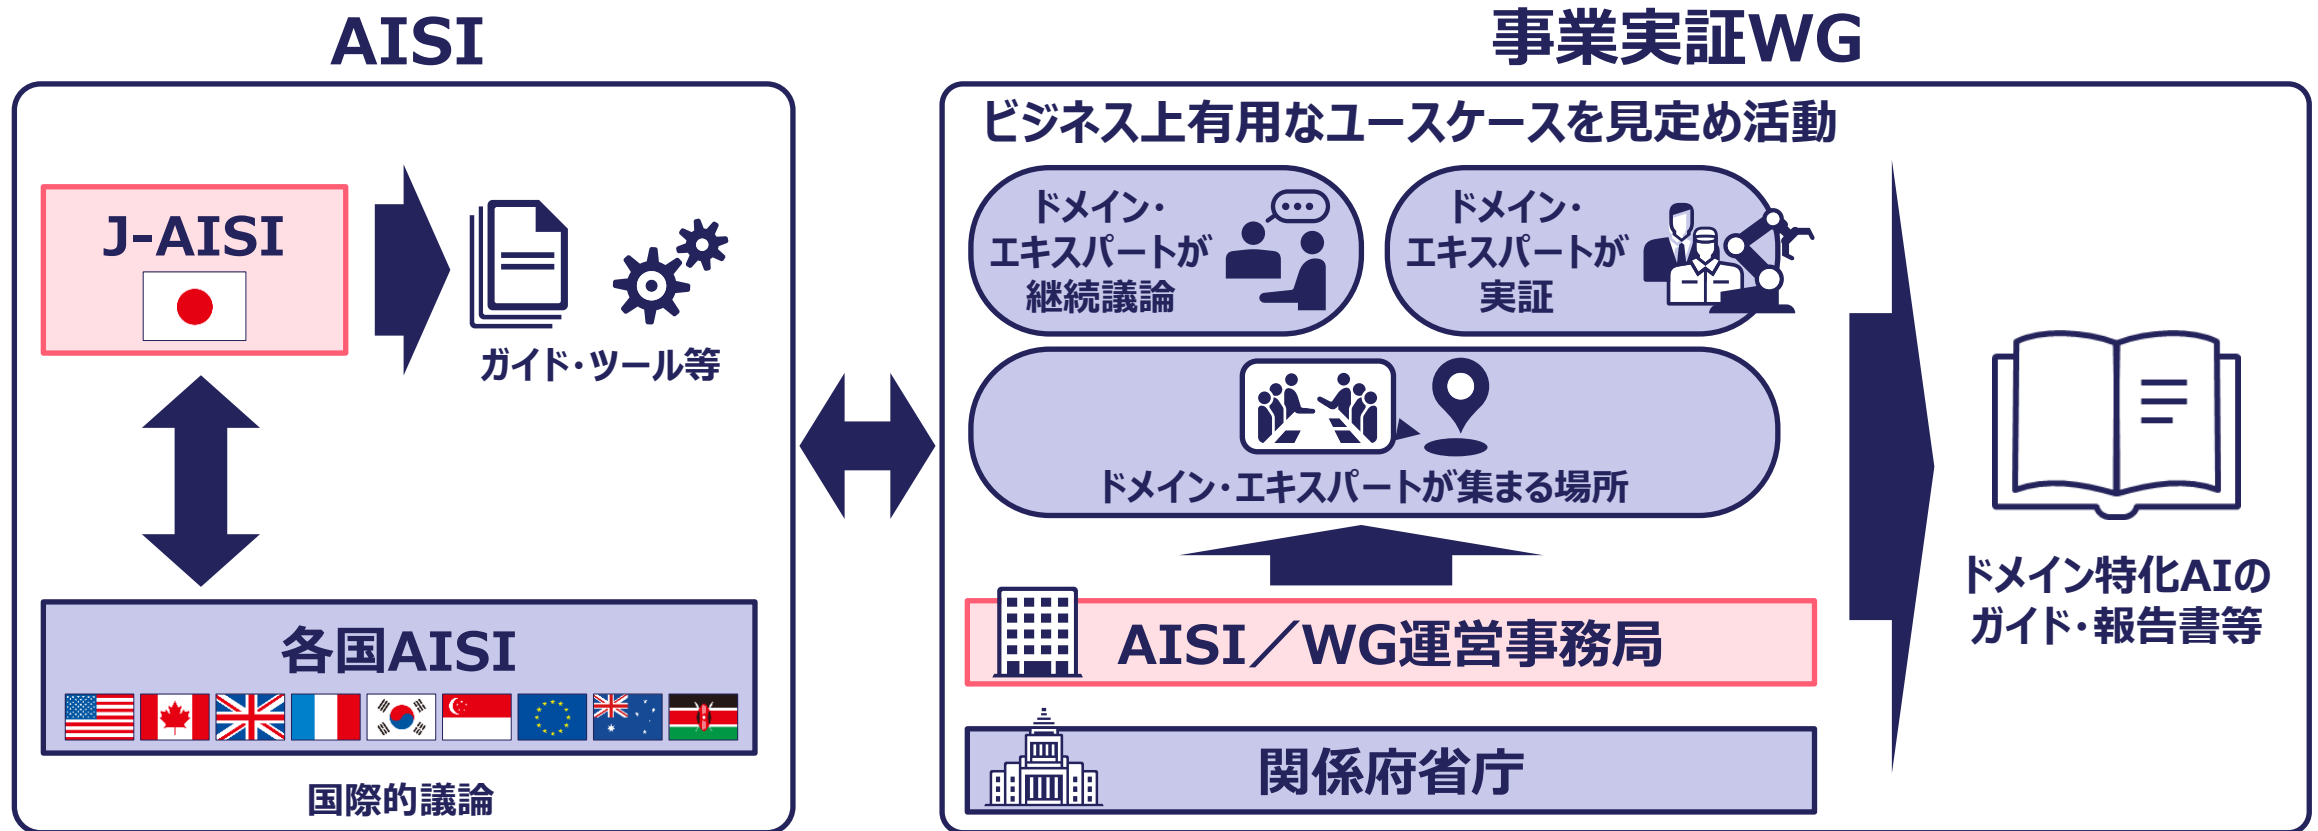 AISI
J-AISI
ガイド・ツール等
各国AISI
国際的議論
事業実証WG
ビジネス上有用なユースケースを見定め活動
ドメイン・
エキスパートが
継続議論
ドメイン・
エキスパートが
実証
ドメイン・エキスパートが集まる場所
AISI／WG運営事務局
関係府省庁
ドメイン特化AIの
ガイド・報告書等